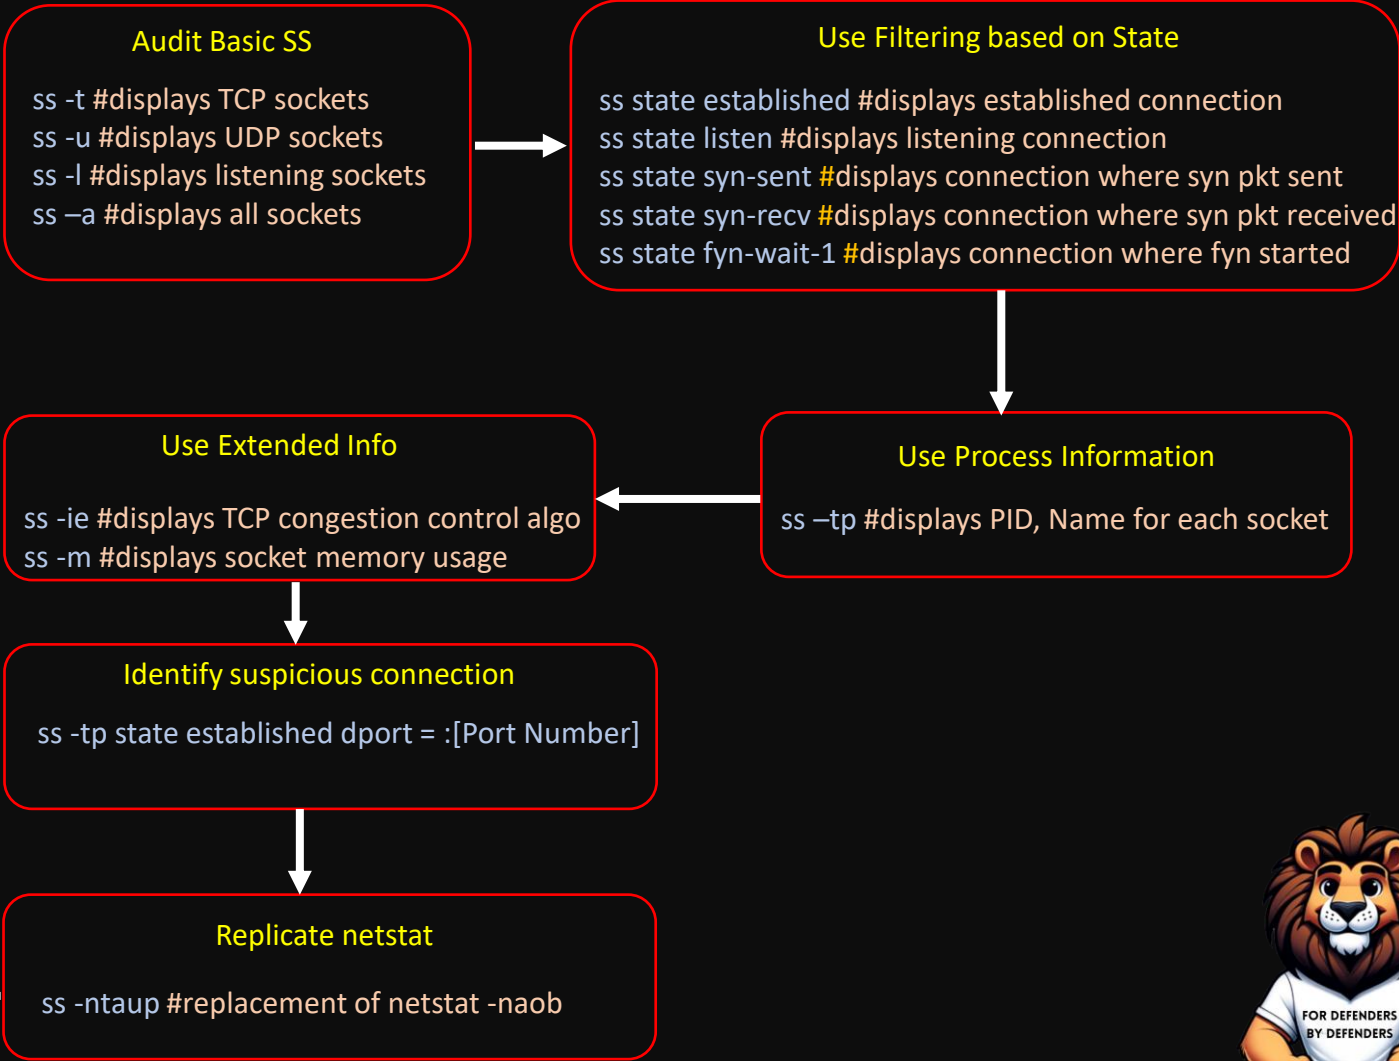 Audit Basic SS
ss -t #displays TCP sockets
ss -u #displays UDP sockets
ss -l #displays listening sockets
ss –a #displays all sockets
Use Filtering based on State
ss state established #displays established connection
ss state listen #displays listening connection
ss state syn-sent #displays connection where syn pkt sent
ss state syn-recv #displays connection where syn pkt received
ss state fyn-wait-1 #displays connection where fyn started
Use Process Information
ss –tp #displays PID, Name for each socket
Use Extended Info
ss -ie #displays TCP congestion control algo
ss -m #displays socket memory usage
Identify suspicious connection
ss -tp state established dport = :[Port Number]
Replicate netstat
ss -ntaup #replacement of netstat -naob
FOR DEFENDERS
BY DEFENDERS